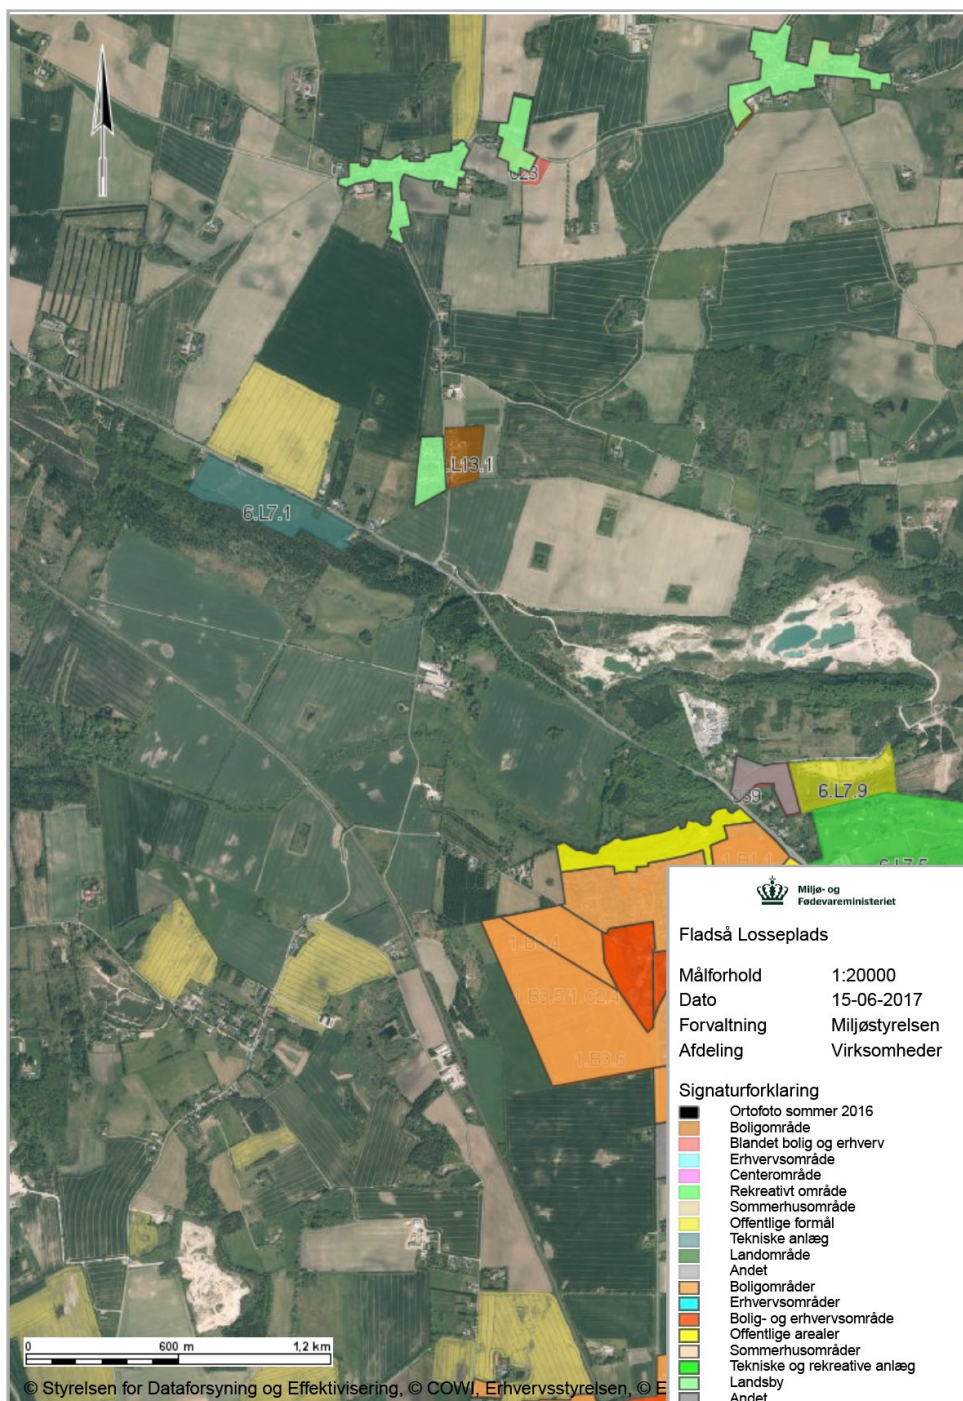 6.L7.1
.L13.1
6.L7.9
1.B3.6
Miljø- og
Fødevareministeriet
Fladså Losseplads
Målforhold 1:20000
Dato 15-06-2017
Forvaltning Miljøstyrelsen
Afdeling Virksomheder
Signaturforklaring
Ortofoto sommer 2016
Boligområde
Blandet bolig og erhverv
Erhvervsområde
Centerområde
Rekreativt område
Sommerhusområde
Offentlige formål
Tekniske anlæg
Landområde
Andet
Boligområder
Erhvervsområder
Bolig- og erhvervsområde
Offentlige arealer
Sommerhusområder
Tekniske og rekreative anlæg
Landsby
Andet
0 600 m 1,2 km
© Styrelsen for Dataforsyning og Effektivisering, © COWI, Erhvervsstyrelsen, © E